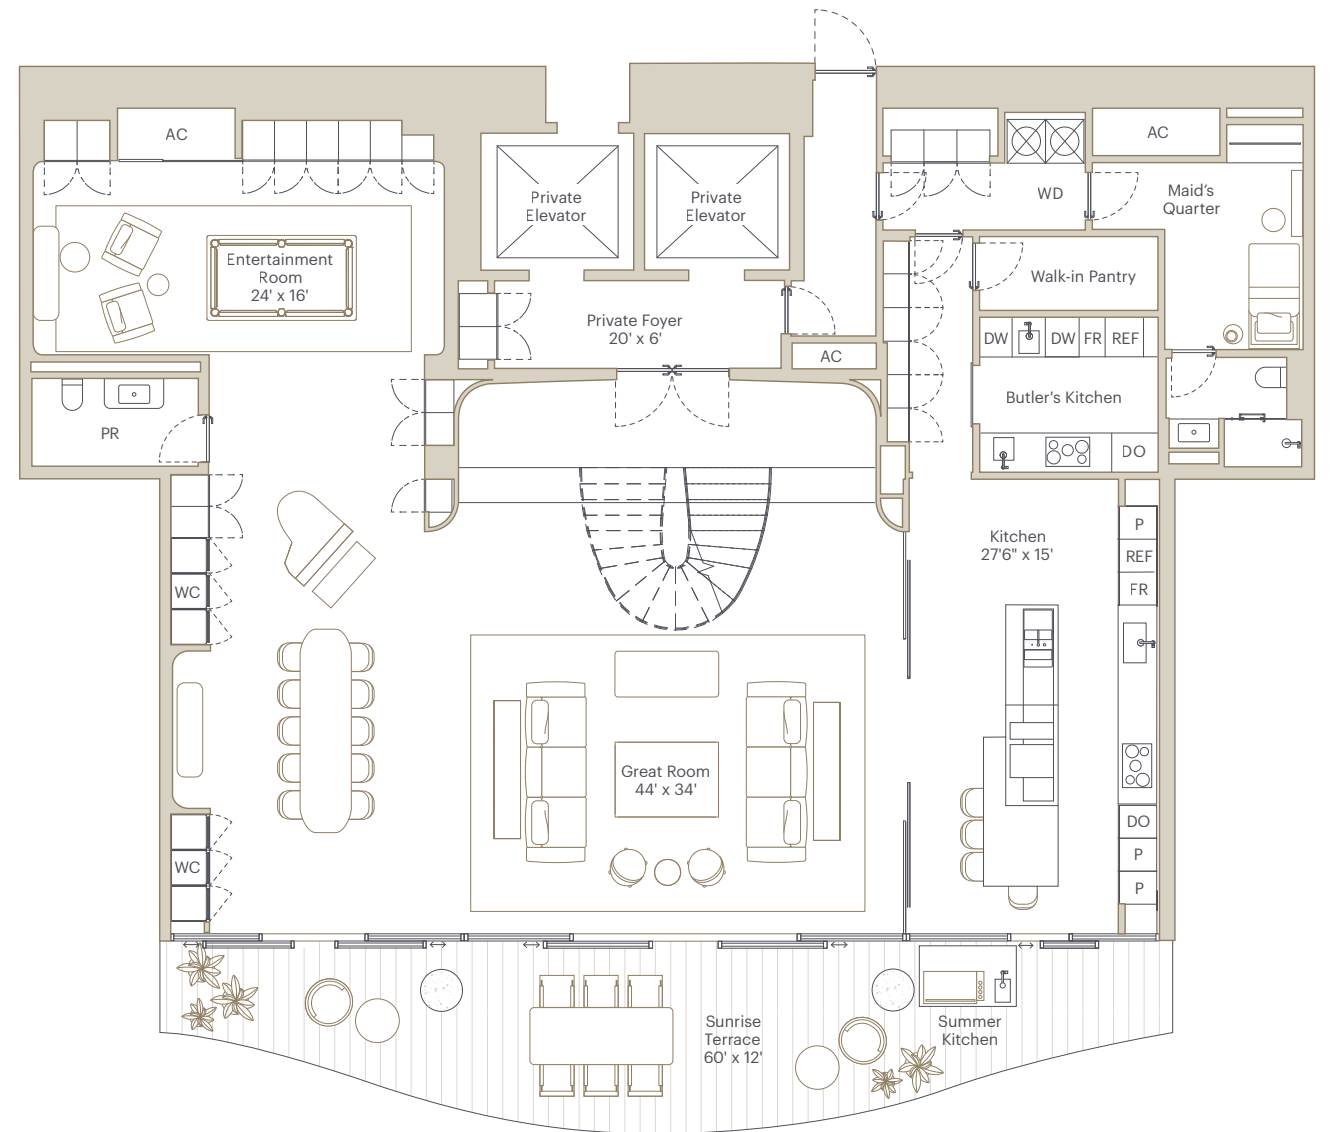 AC
AC
Private
Elevator
Private
Elevator
WD
Maid's
Quarter
Entertainment
Room
24' x 16'
Walk-in Pantry
Private Foyer
20' x 6'
AC
DW
DW
FR
REF
Butler's Kitchen
PR
DO
Kitchen
27'6" x 15'
P
REF
FR
WC
Great Room
44' x 34'
DO
P
P
WC
Sunrise
Terrace
60' x 12'
Summer
Kitchen